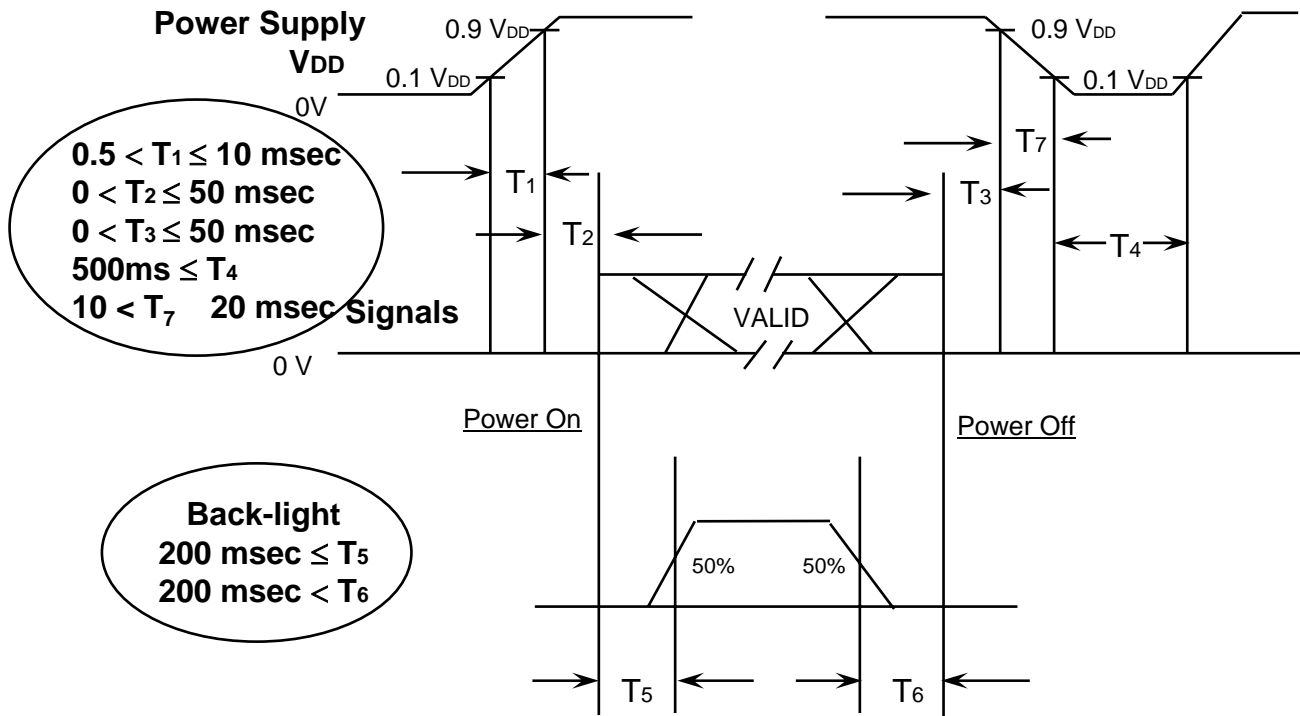 Power Supply
VDD
0.9 VDD
0.1 VDD
0V
0.9 VDD
0.1 VDD
0.5 < T1 ≤ 10 msec
0 < T2 ≤ 50 msec
0 < T3 ≤ 50 msec
500ms ≤ T4
10 < T7 20 msec
T1
T2
T7
T3
T4
Signals
VALID
0 V
Power On
Power Off
Back-light
200 msec ≤ T5
200 msec < T6
50%
50%
T5
T6